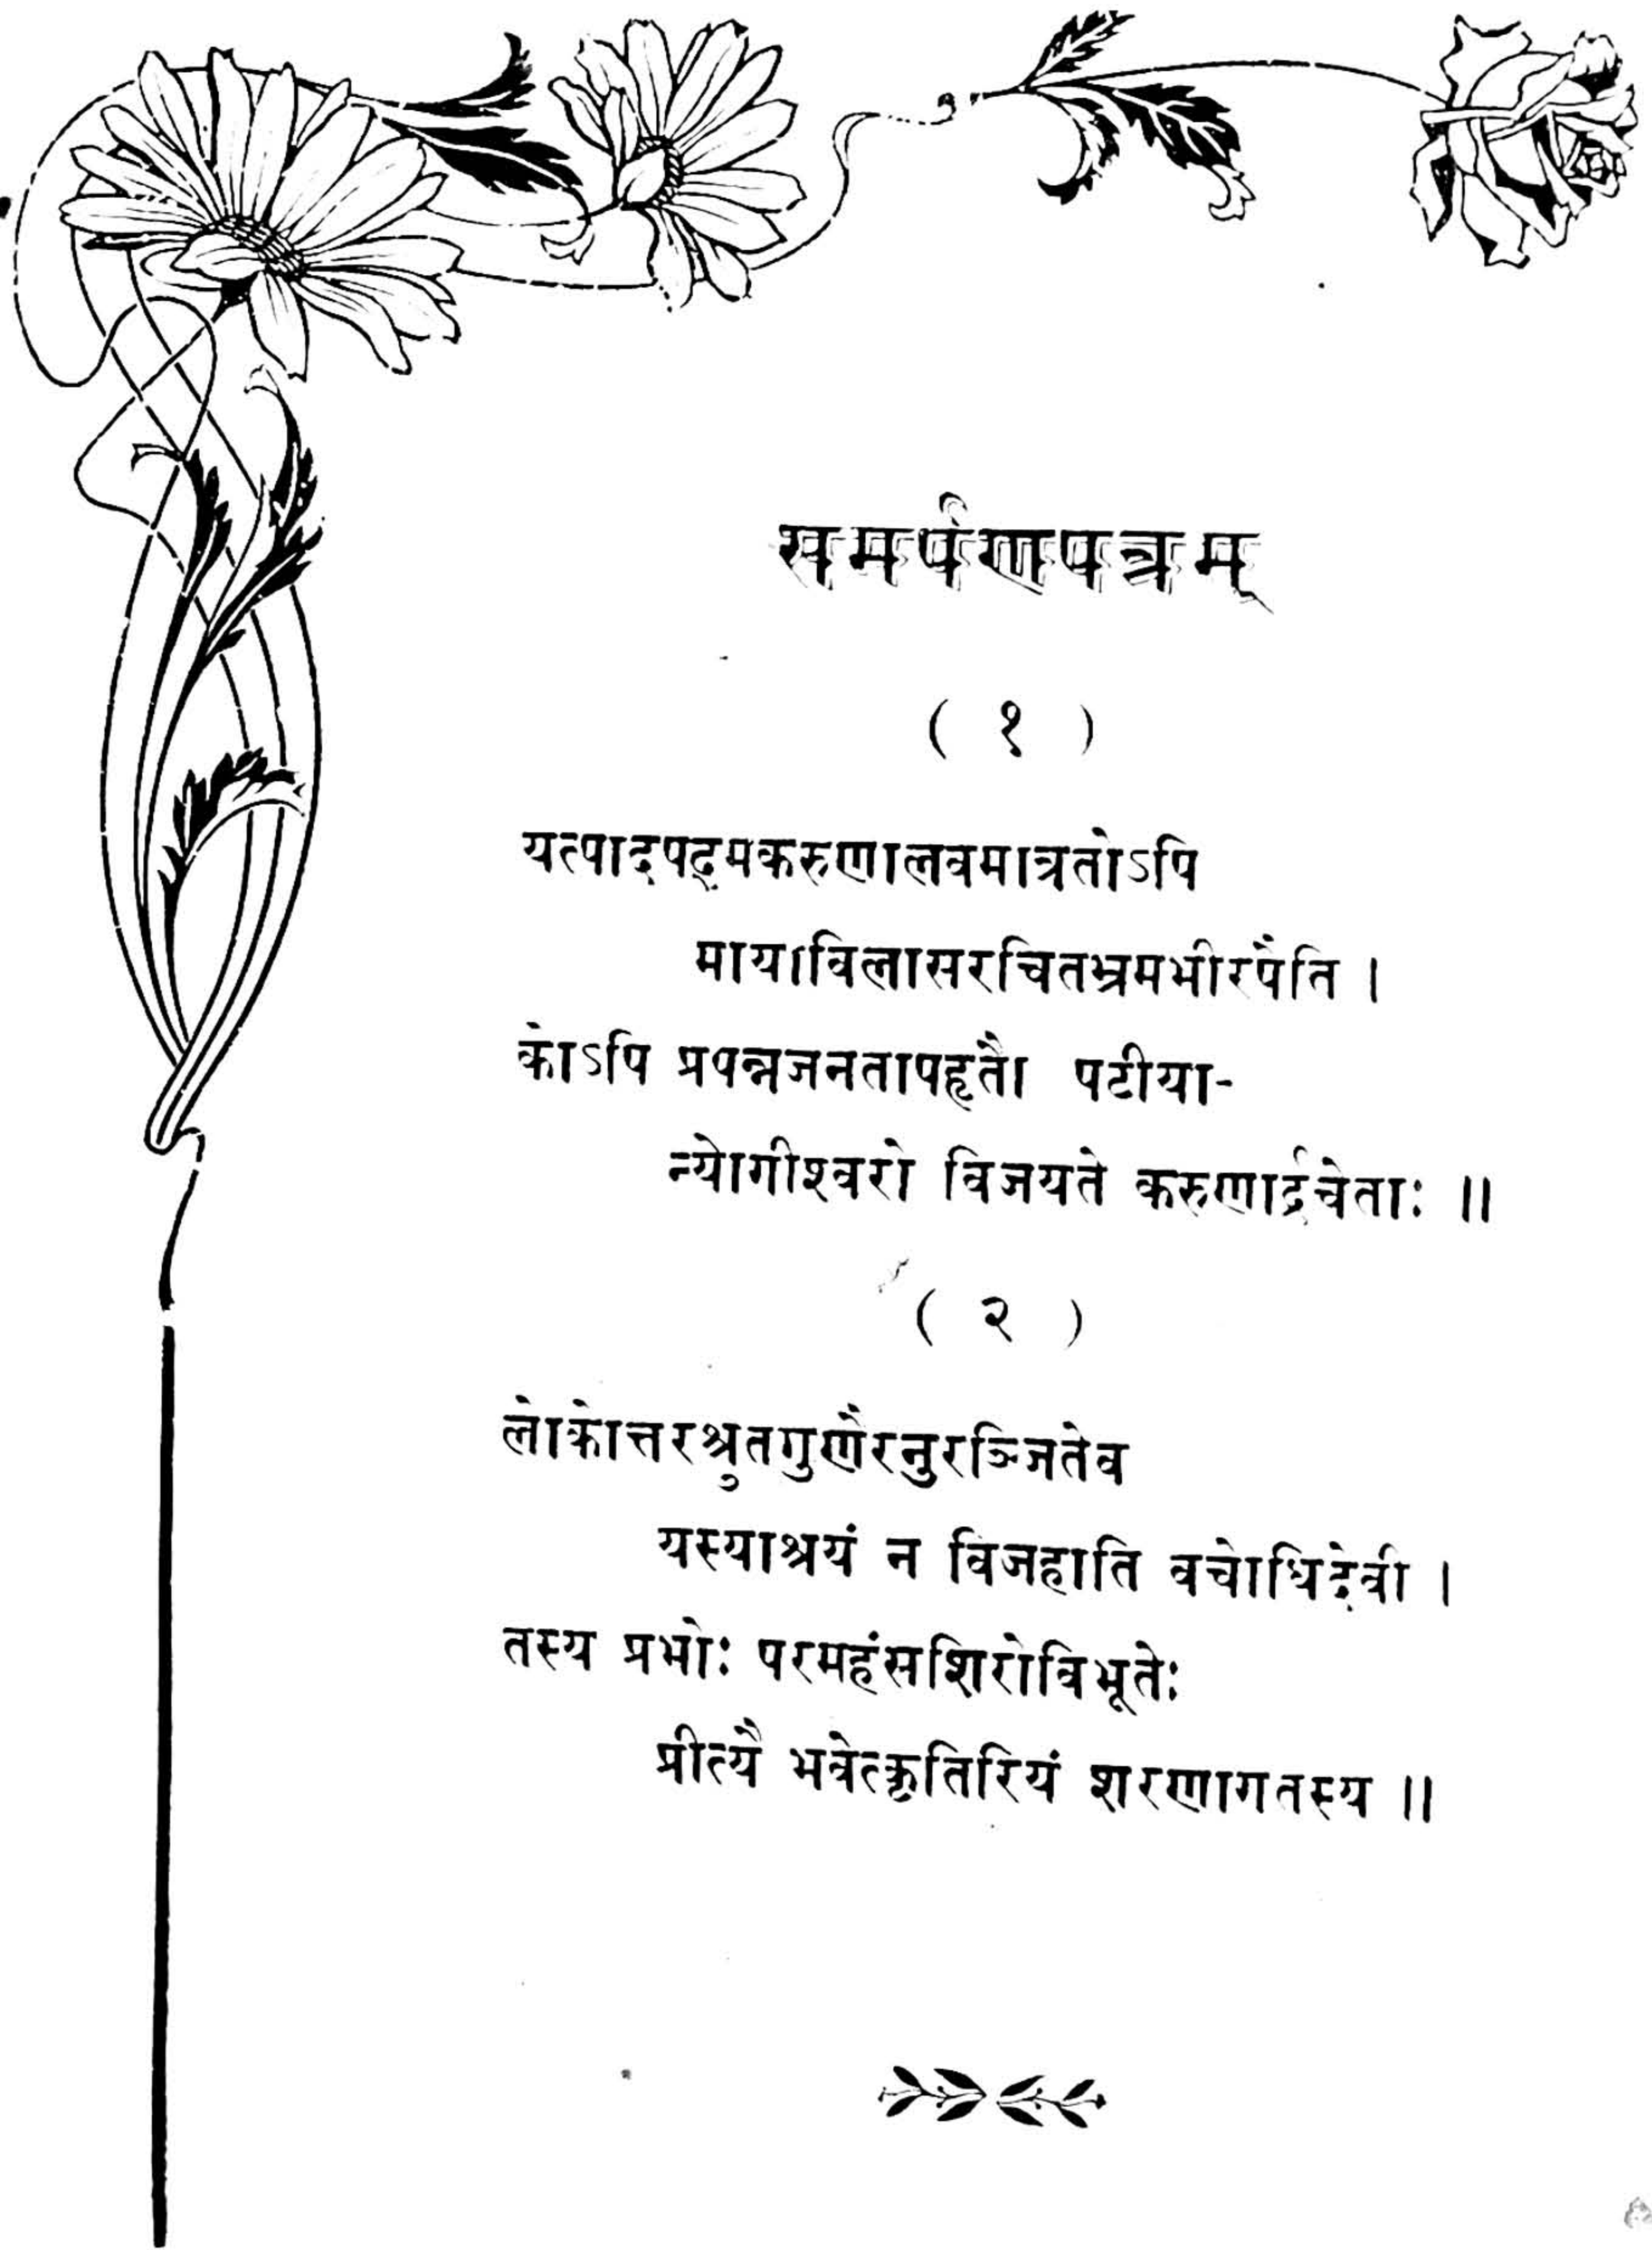 समर्पणपत्रम्
( १ )
यत्पादपद्मकरुणालवमात्रतोऽपि
मायाविलासरचितभ्रमभीरपैति ।
कोऽपि प्रपन्नजनतापहृतौ पटीया-
न्योगीश्वरो विजयते करुणार्द्रचेताः ॥
( २ )
लोकोत्तरश्रुतगुणैरनुरञ्जितेव
यस्याश्रयं न विजहाति वचोधिदेवी ।
तस्य प्रभोः परमहंसशिरोविभूतेः
प्रीत्यै भवेत्कृतिरियं शरणागतस्य ॥